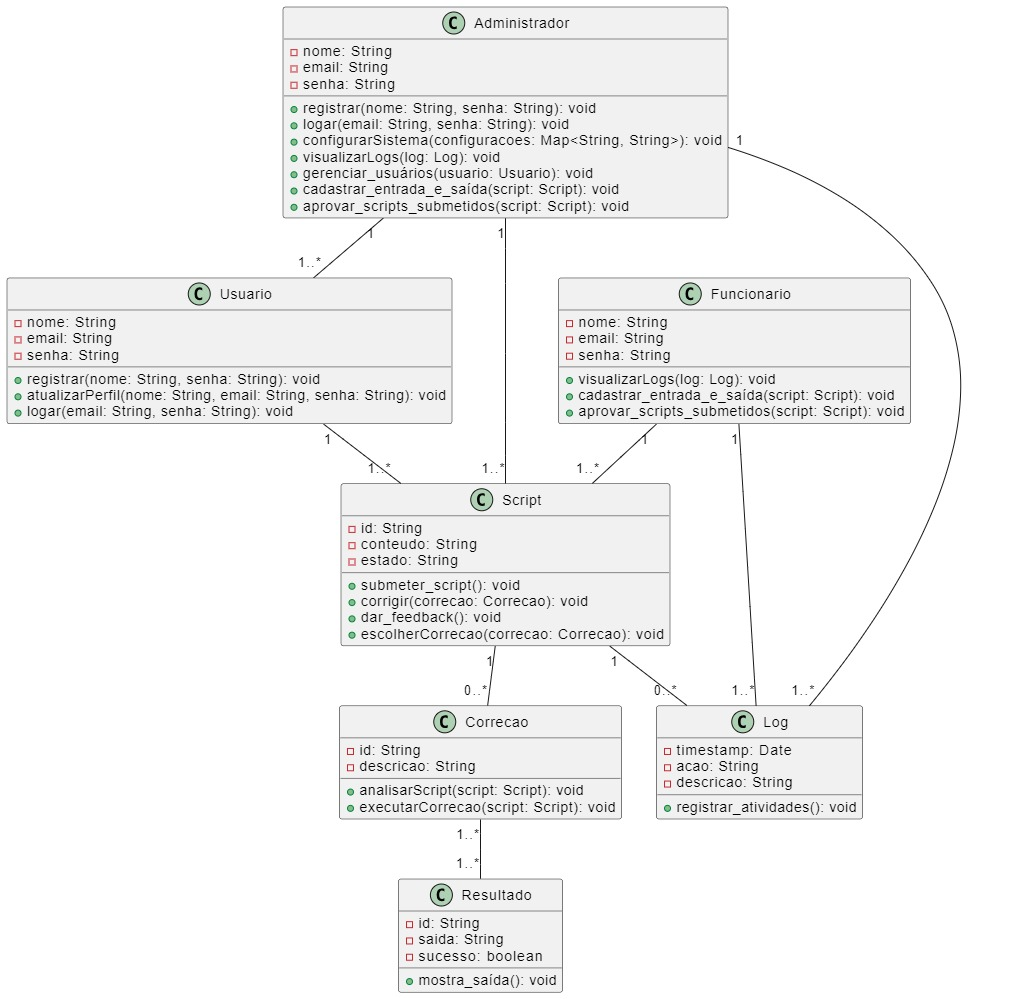 C Administrador
nome: String
email: String
senha: String
registrar(nome: String, senha: String): void
logar(email: String, senha: String): void
configurarSistema(configuracoes: Map<String, String>): void
visualizarLogs(log: Log): void
gerenciar_usuários(usuario: Usuario): void
cadastrar_entrada_e_saída(script: Script): void
aprovar_scripts_submetidos(script: Script): void
1
1
1
1..*
C Usuario
nome: String
email: String
senha: String
registrar(nome: String, senha: String): void
atualizarPerfil(nome: String, email: String, senha: String): void
logar(email: String, senha: String): void
C Funcionario
nome: String
email: String
senha: String
visualizarLogs(log: Log): void
cadastrar_entrada_e_saída(script: Script): void
aprovar_scripts_submetidos(script: Script): void
1
1
1
1..*
1..*
1..*
C Script
id: String
conteudo: String
estado: String
submeter_script(): void
corrigir(correcao: Correcao): void
dar_feedback(): void
escolherCorrecao(correcao: Correcao): void
1
1
0..*
0..*
1..*
1..*
C Correcao
id: String
descricao: String
analisarScript(script: Script): void
executarCorrecao(script: Script): void
C Log
timestamp: Date
acao: String
descricao: String
registrar_atividades(): void
1..*
1..*
C Resultado
id: String
saida: String
sucesso: boolean
mostra_saída(): void